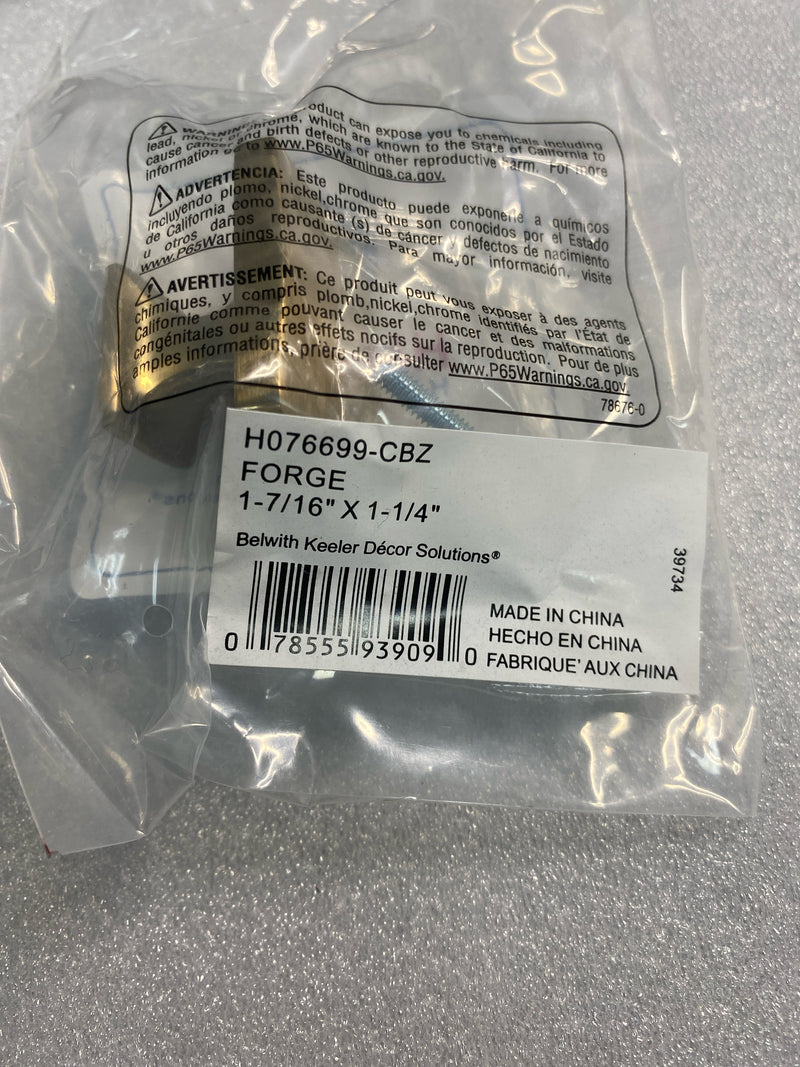 WARNING: oduct can expose you to chemicals including
lead, nickel, chrome, which are known to the State of California to
cause cancer and birth defects or other reproductive harm. For more
information go to www.P65Warnings.ca.gov.
ADVERTENCIA: Este producto puede exponerle a químicos
incluyendo plomo, nickel,chrome que son conocidos por el Estado
de California como causante (s) de cáncer y defectos de nacimiento
u otros daños reproductivos. Para mayor información, visite
www.P65Warnings.ca.gov.
AVERTISSEMENT: Ce produit peut vous exposer à des agents
chimiques, y compris plomb,nickel,chrome identifiés par l'État de
Californie comme pouvant causer le cancer et des malformations
congénitales ou autres effets nocifs sur la reproduction. Pour de plus
amples informations, prière de consulter www.P65Warnings.ca.gov
78676-0
H076699-CBZ
FORGE
1-7/16" X 1-1/4"
Belwith Keeler Décor Solutions®
39734
0 78555 93909 0
MADE IN CHINA
HECHO EN CHINA
FABRIQUE' AUX CHINA